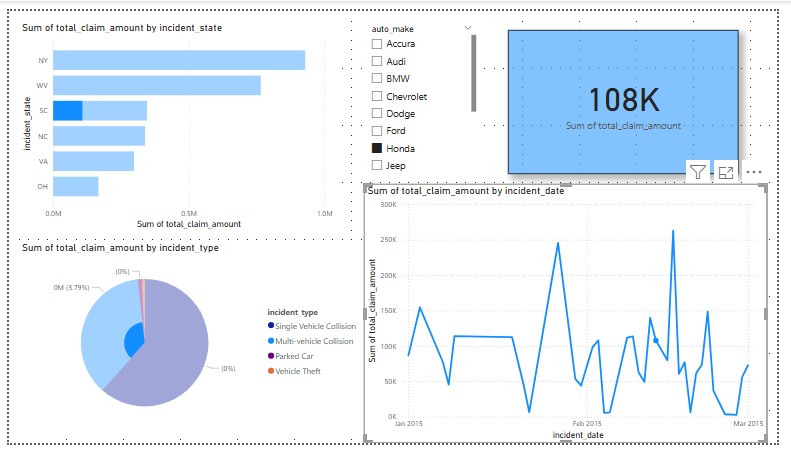 Sum of total_claim_amount by incident_state
incident_state
NY
WV
SC
NC
VA
OH
0.0M 0.5M 1.0M
Sum of total_claim_amount
auto_make
Accura
Audi
BMW
Chevrolet
Dodge
Ford
Honda
Jeep
108K
Sum of total_claim_amount
Sum of total_claim_amount by incident_type
(0%)
0M (3.79%)
(0%)
incident_type
Single Vehicle Collision
Multi-vehicle Collision
Parked Car
Vehicle Theft
Sum of total_claim_amount by incident_date
Sum of total_claim_amount
300K
250K
200K
150K
100K
50K
0K
Jan 2015 Feb 2015 Mar 2015
incident_date